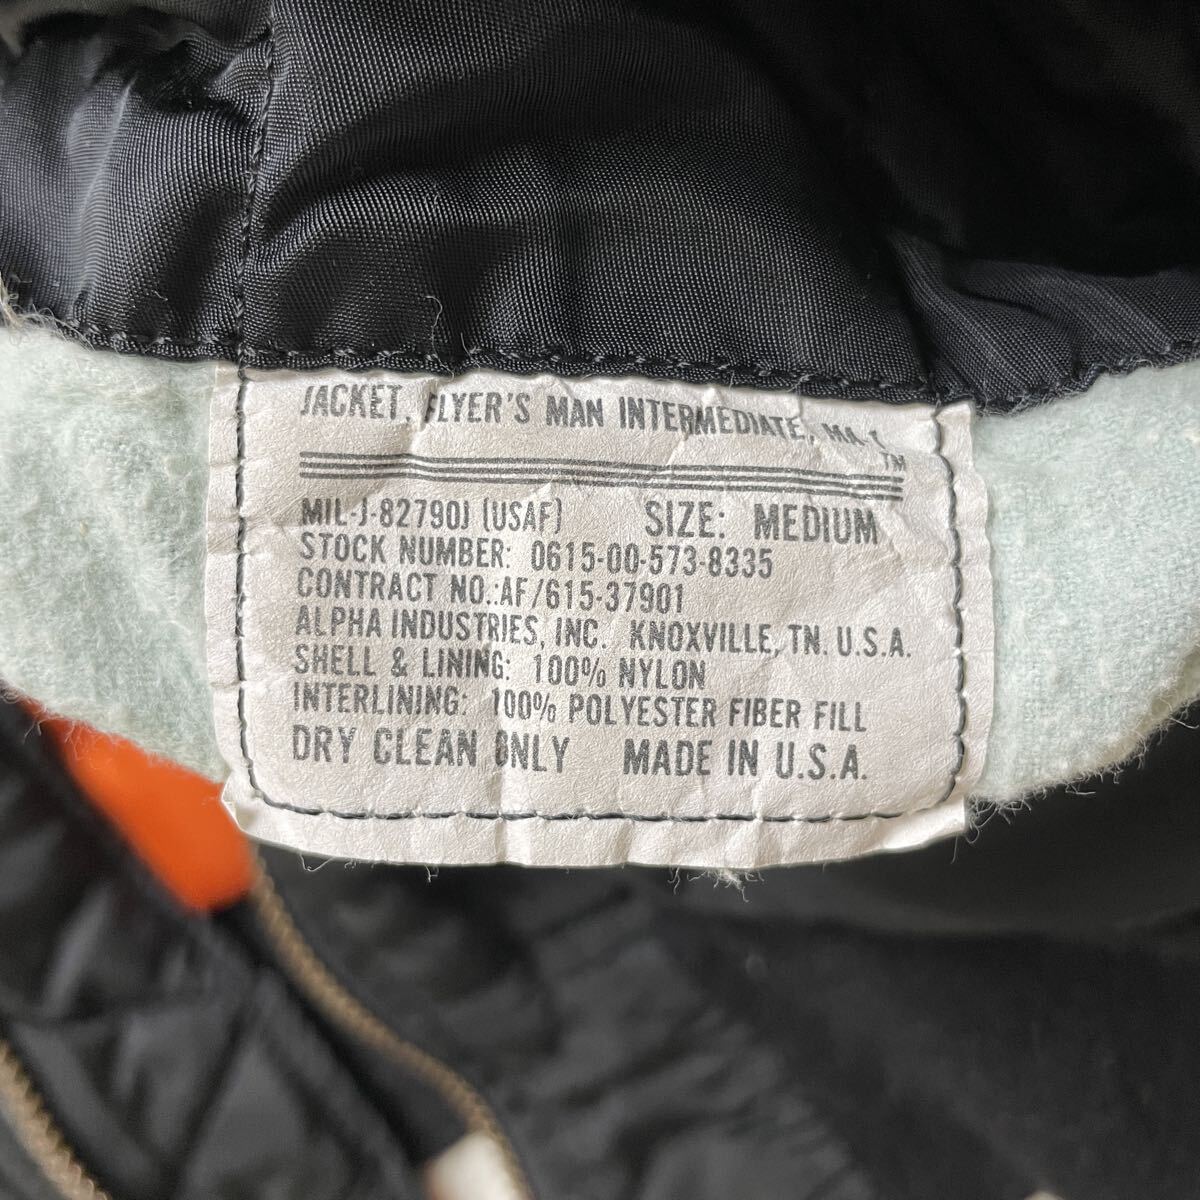 JACKET, FLYER'S MAN INTERMEDIATE, MA-1
TM
MIL-J-82790J (USAF) SIZE: MEDIUM
STOCK NUMBER: 0615-00-573-8335
CONTRACT NO.:AF/615-37901
ALPHA INDUSTRIES, INC. KNOXVILLE, TN. U.S.A.
SHELL & LINING: 100% NYLON
INTERLINING: 100% POLYESTER FIBER FILL
DRY CLEAN ONLY MADE IN U.S.A.